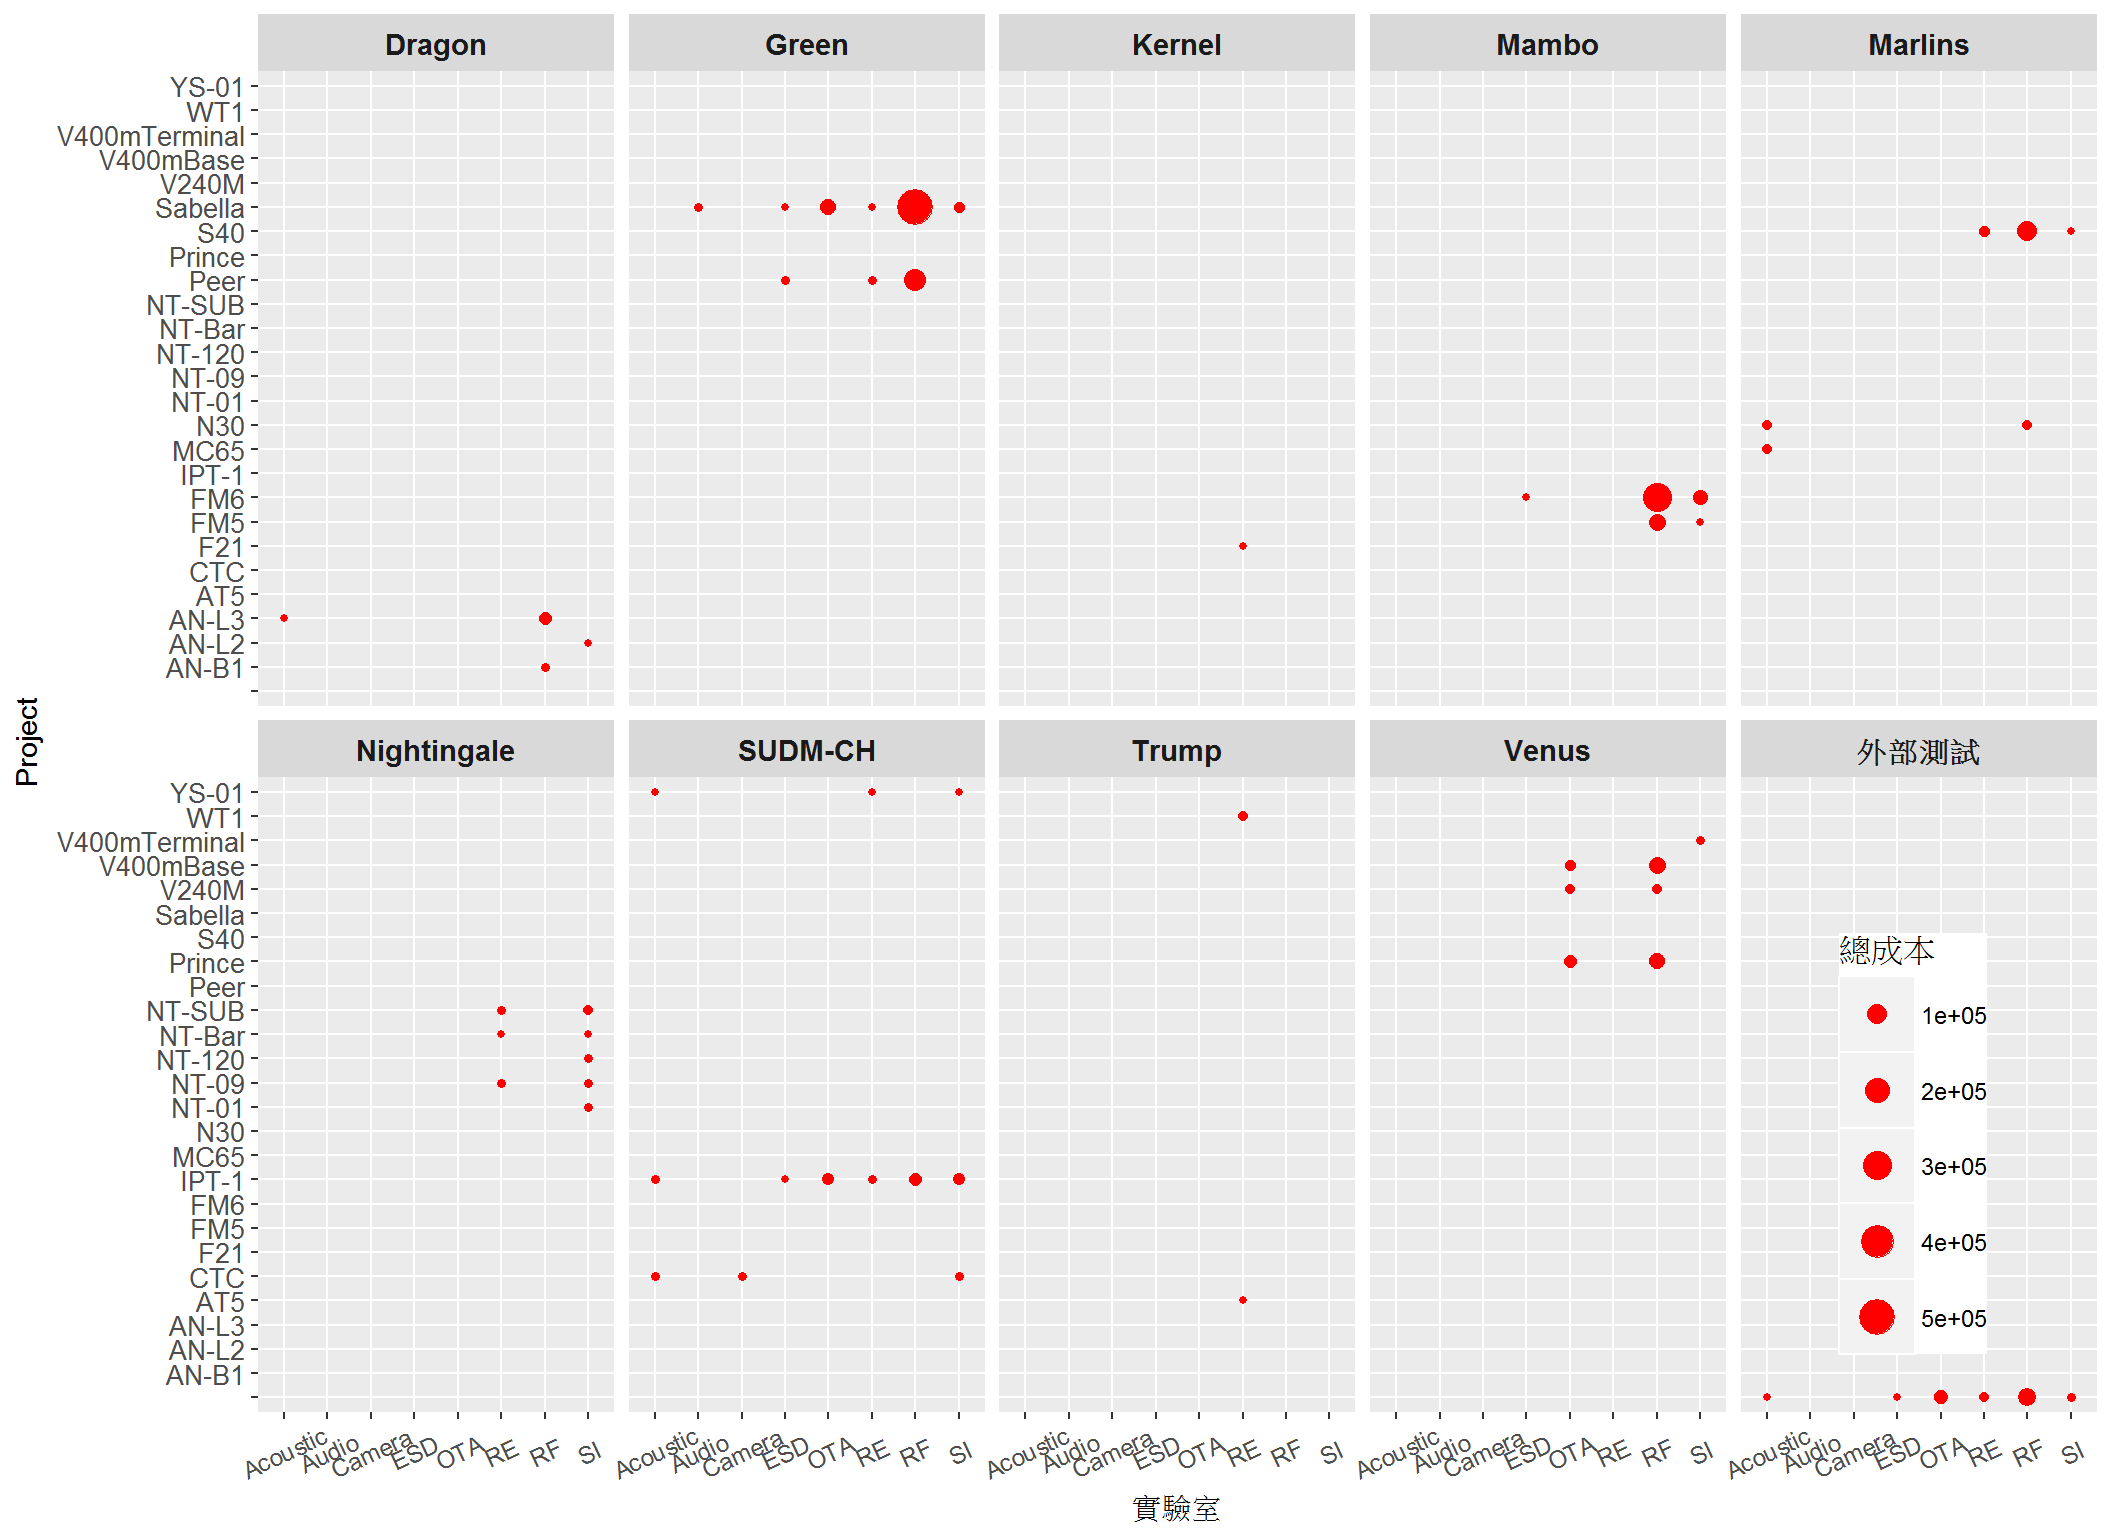 Dragon
Green
Kernel
Mambo
Marlins
YS-01
WT1
V400mTerminal
V400mBase
V240M
Sabella
S40
Prince
Peer
NT-SUB
NT-Bar
NT-120
NT-09
NT-01
N30
MC65
IPT-1
FM6
FM5
F21
CTC
AT5
AN-L3
AN-L2
AN-B1
Project
Nightingale
SUDM-CH
Trump
Venus
外部測試
YS-01
WT1
V400mTerminal
V400mBase
V240M
Sabella
S40
Prince
Peer
NT-SUB
NT-Bar
NT-120
NT-09
NT-01
N30
MC65
IPT-1
FM6
FM5
F21
CTC
AT5
AN-L3
AN-L2
AN-B1
總成本
1e+05
2e+05
3e+05
4e+05
5e+05
Acoustic
Audio
Camera
ESD
OTA
RE
RF
SI
Acoustic
Audio
Camera
ESD
OTA
RE
RF
SI
Acoustic
Audio
Camera
ESD
OTA
RE
RF
SI
Acoustic
Audio
Camera
ESD
OTA
RE
RF
SI
Acoustic
Audio
Camera
ESD
OTA
RE
RF
SI
實驗室